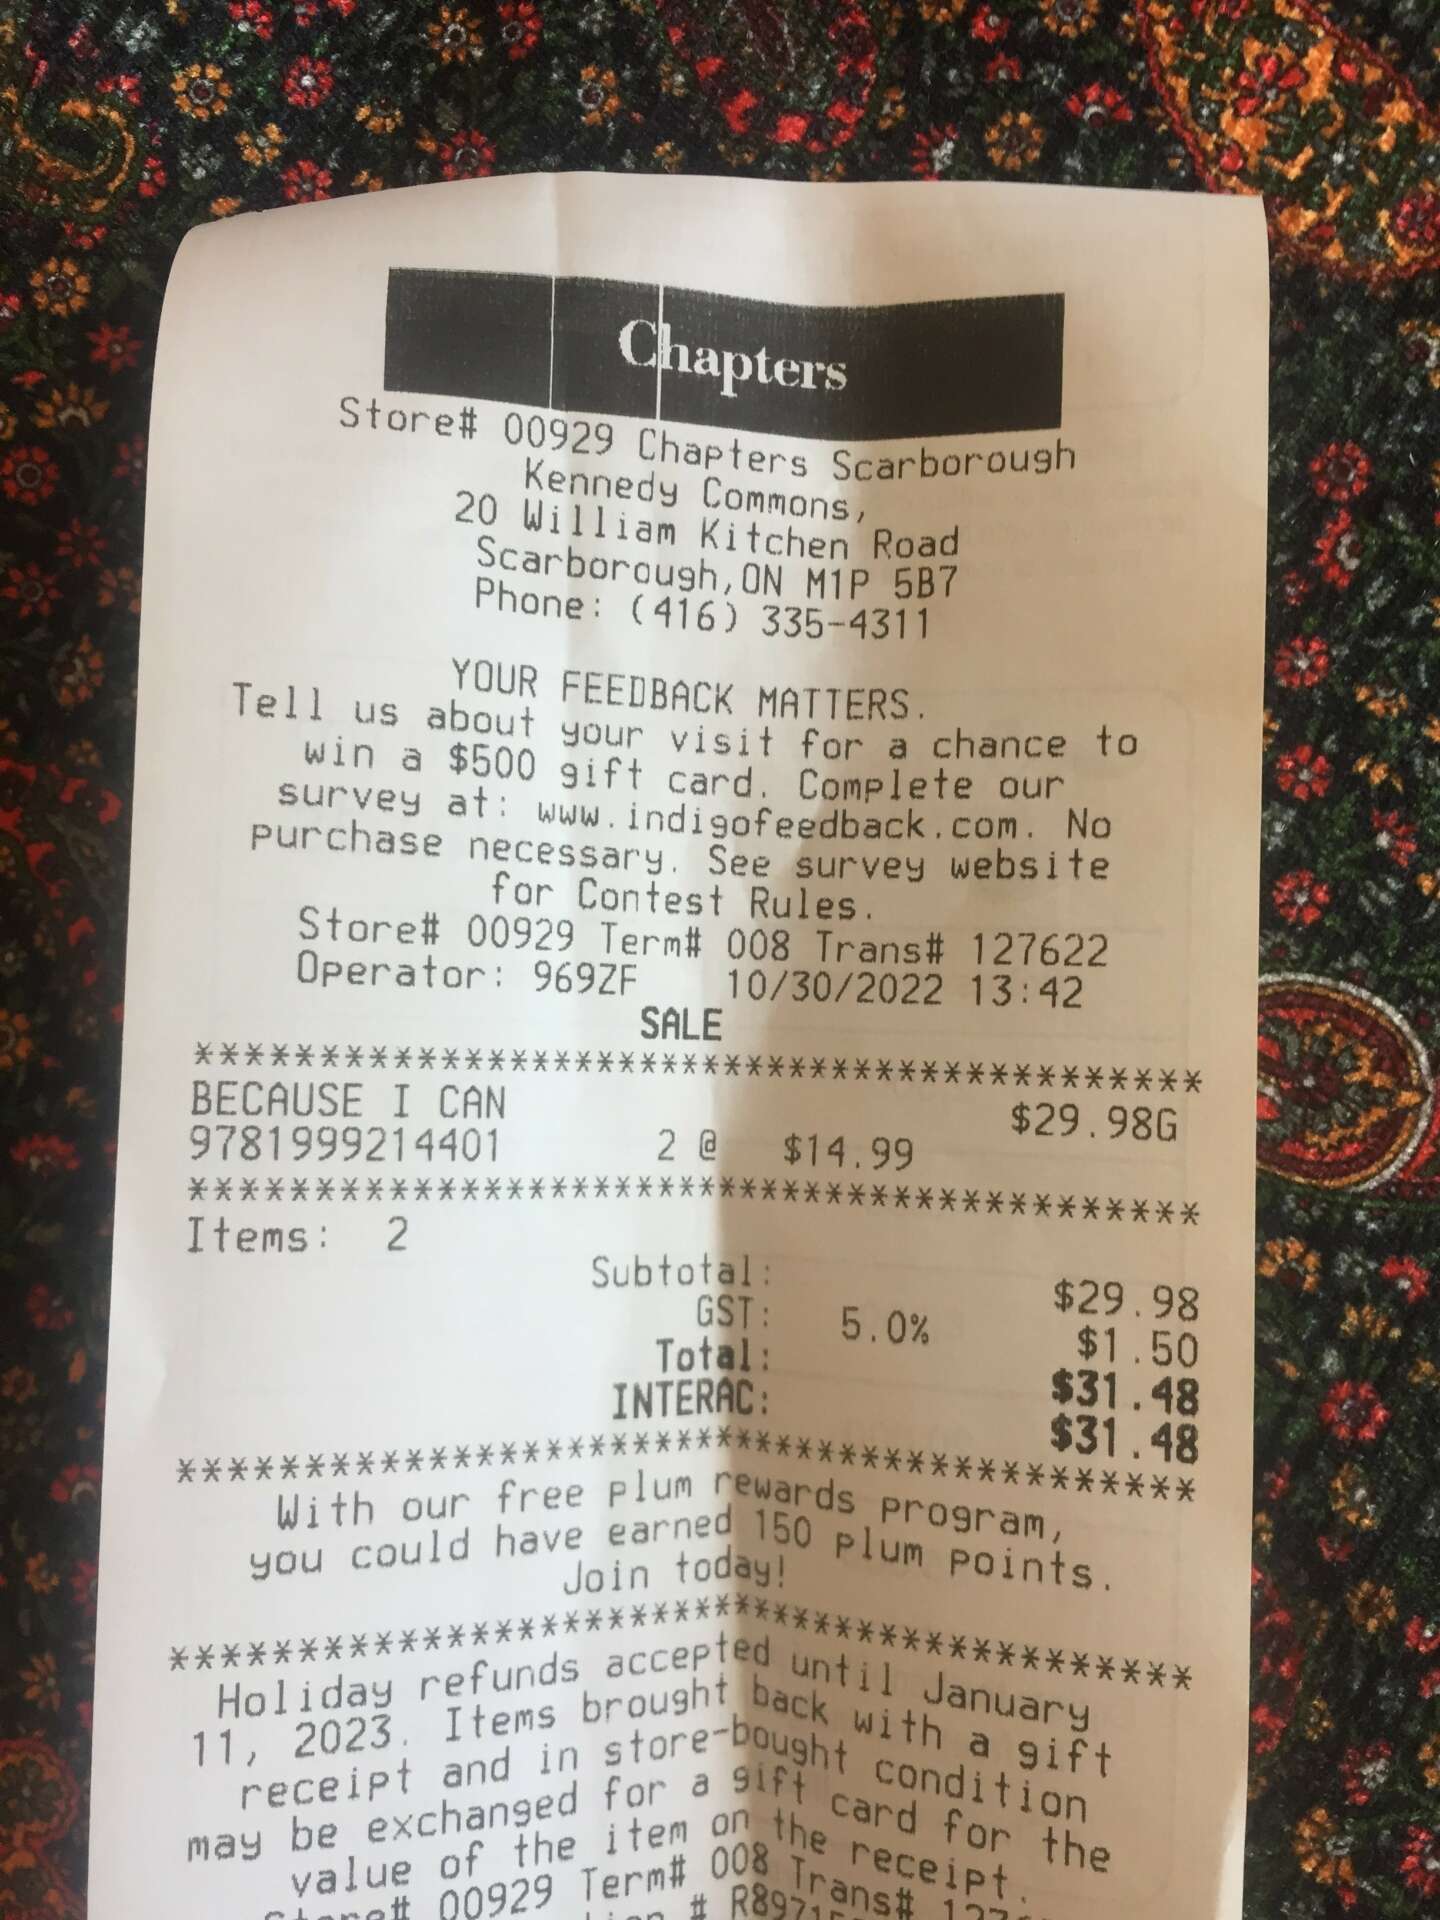 Chapters
Store# 00929 Chapters Scarborough
Kennedy Commons,
20 William Kitchen Road
Scarborough,ON M1P 5B7
Phone: (416) 335-4311
YOUR FEEDBACK MATTERS.
Tell us about your visit for a chance to
win a $500 gift card. Complete our
survey at: www.indigofeedback.com. No
purchase necessary. See survey website
for Contest Rules.
Store# 00929 Term# 008 Trans# 127622
Operator: 969ZF 10/30/2022 13:42
SALE
****************************************
BECAUSE I CAN $29.98G
9781999214401 2 @ $14.99
****************************************
Items: 2
Subtotal: $29.98
GST: 5.0% $1.50
Total: $31.48
INTERAC: $31.48
****************************************
With our free plum rewards program,
you could have earned 150 plum points.
Join today!
****************************************
Holiday refunds accepted until January
11, 2023. Items brought back with a gift
receipt and in store-bought condition
may be exchanged for a gift card for the
value of the item on the receipt.
Store# 00929 Term# 008 Trans#